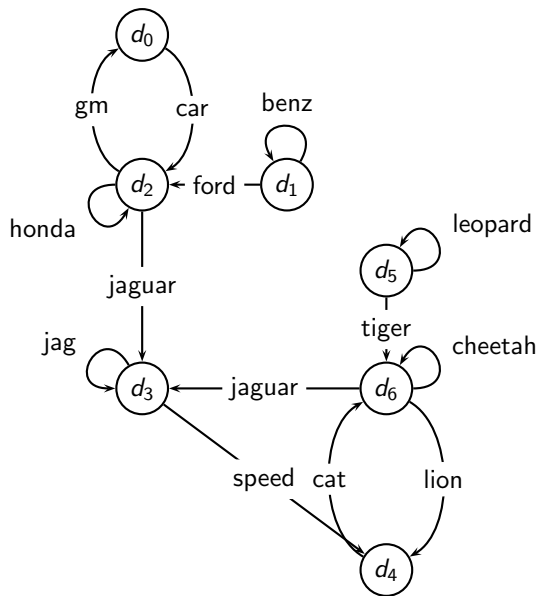 d0
gm
car
benz
d2
ford
d1
honda
leopard
d5
jaguar
tiger
jag
cheetah
d3
jaguar
d6
speed
cat
lion
d4